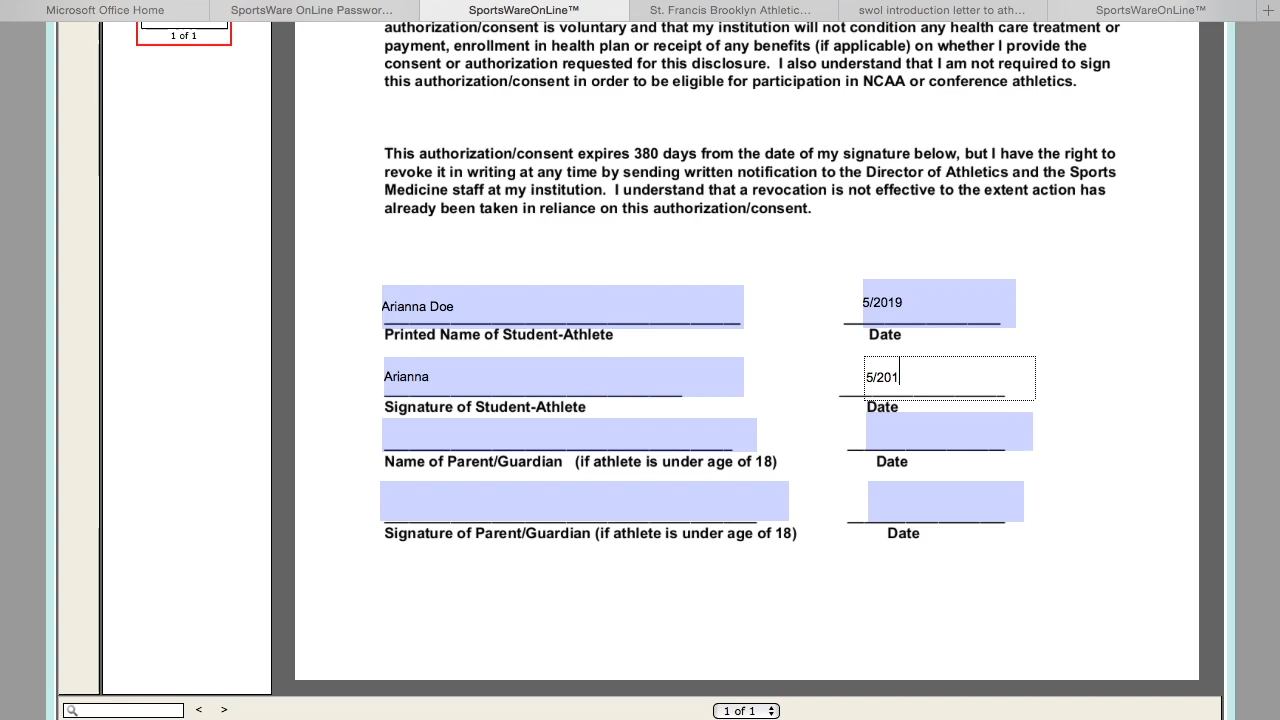 Microsoft Office Home
SportsWare OnLine Passwor...
SportsWareOnLine™
St. Francis Brooklyn Athletic...
swol introduction letter to ath...
SportsWareOnLine™
1 of 1
authorization/consent is voluntary and that my institution will not condition any health care treatment or
payment, enrollment in health plan or receipt of any benefits (if applicable) on whether I provide the
consent or authorization requested for this disclosure. I also understand that I am not required to sign
this authorization/consent in order to be eligible for participation in NCAA or conference athletics.
This authorization/consent expires 380 days from the date of my signature below, but I have the right to
revoke it in writing at any time by sending written notification to the Director of Athletics and the Sports
Medicine staff at my institution. I understand that a revocation is not effective to the extent action has
already been taken in reliance on this authorization/consent.
Arianna Doe 5/2019
Printed Name of Student-Athlete Date
Arianna 5/201
Signature of Student-Athlete Date
Name of Parent/Guardian (if athlete is under age of 18) Date
Signature of Parent/Guardian (if athlete is under age of 18) Date
< > 1 of 1